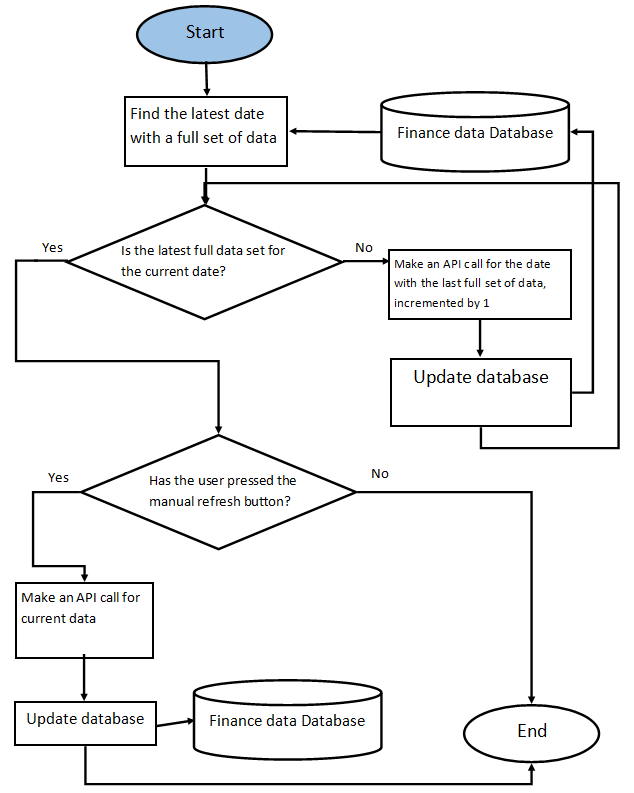 Start
Find the latest date
with a full set of data
Finance data Database
Yes
Is the latest full data set for
the current date?
No
Make an API call for the date
with the last full set of data,
incremented by 1
Update database
Yes
Has the user pressed the
manual refresh button?
No
Make an API call for
current data
Update database
Finance data Database
End